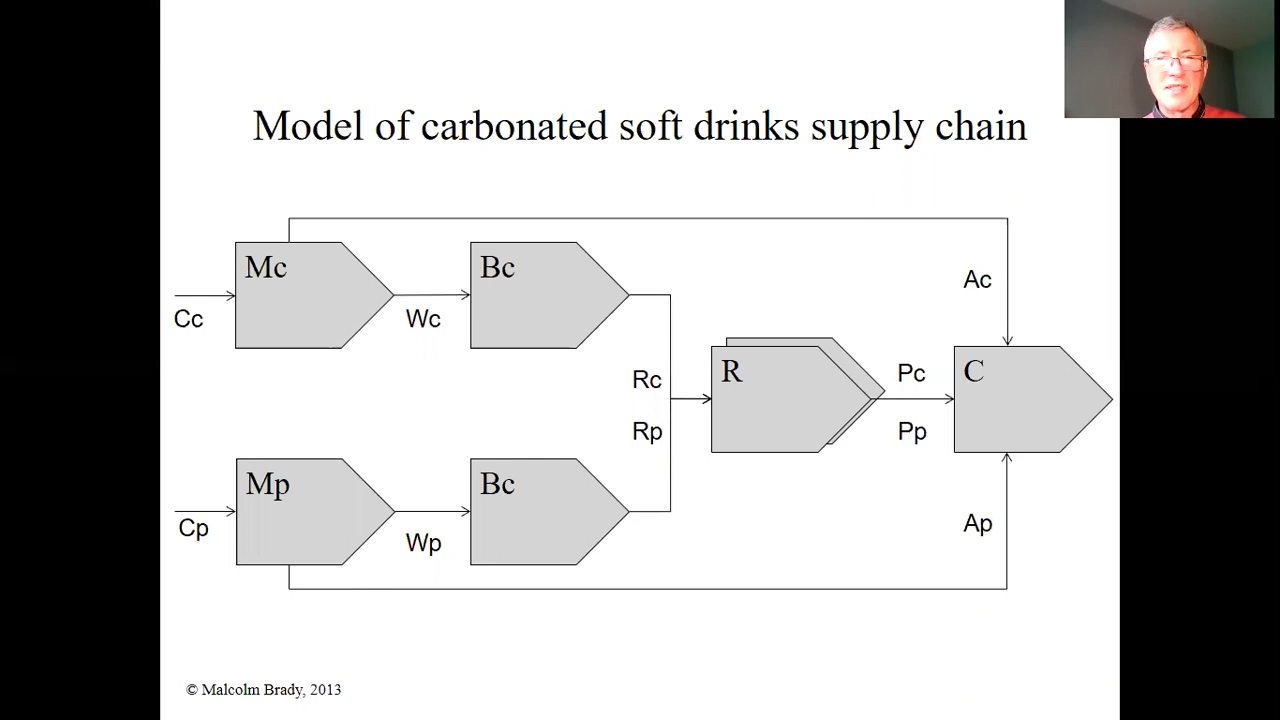 Model of carbonated soft drinks supply chain
Mc
Bc
Ac
Cc
Wc
Rc
R
Pc
C
Rp
Pp
Mp
Bc
Cp
Wp
Ap
© Malcolm Brady, 2013